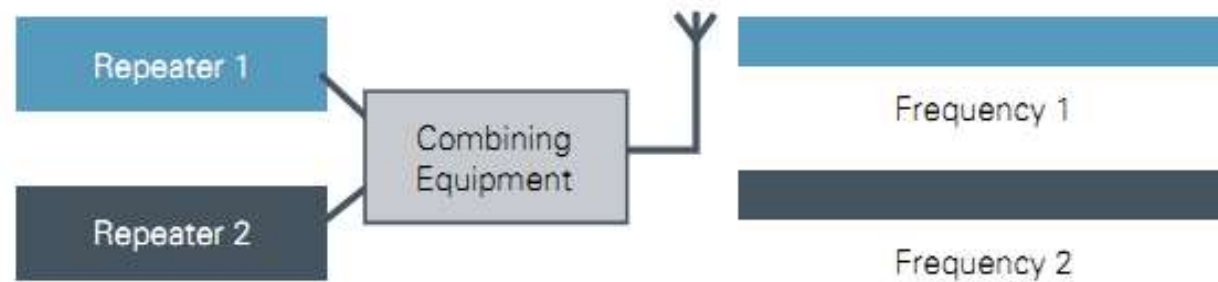 Repeater 1
Combining
Equipment
Repeater 2
Frequency 1
Frequency 2